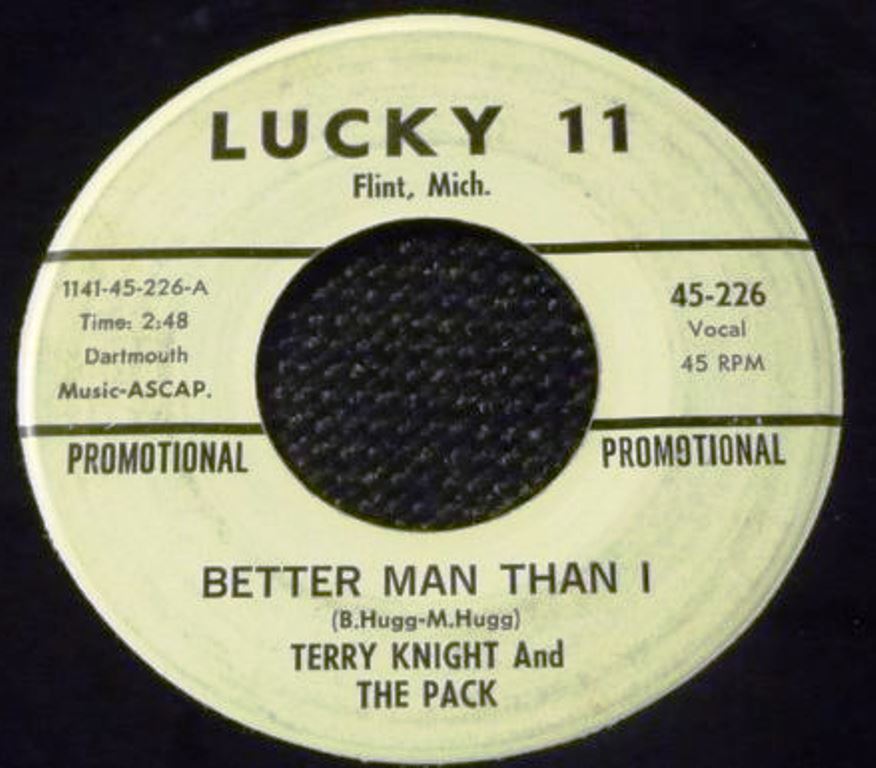 LUCKY 11
Flint, Mich.
1141-45-226-A
Time: 2:48
Dartmouth
Music-ASCAP.
45-226
Vocal
45 RPM
PROMOTIONAL
PROMOTIONAL
BETTER MAN THAN I
(B.Hugg-M.Hugg)
TERRY KNIGHT And
THE PACK